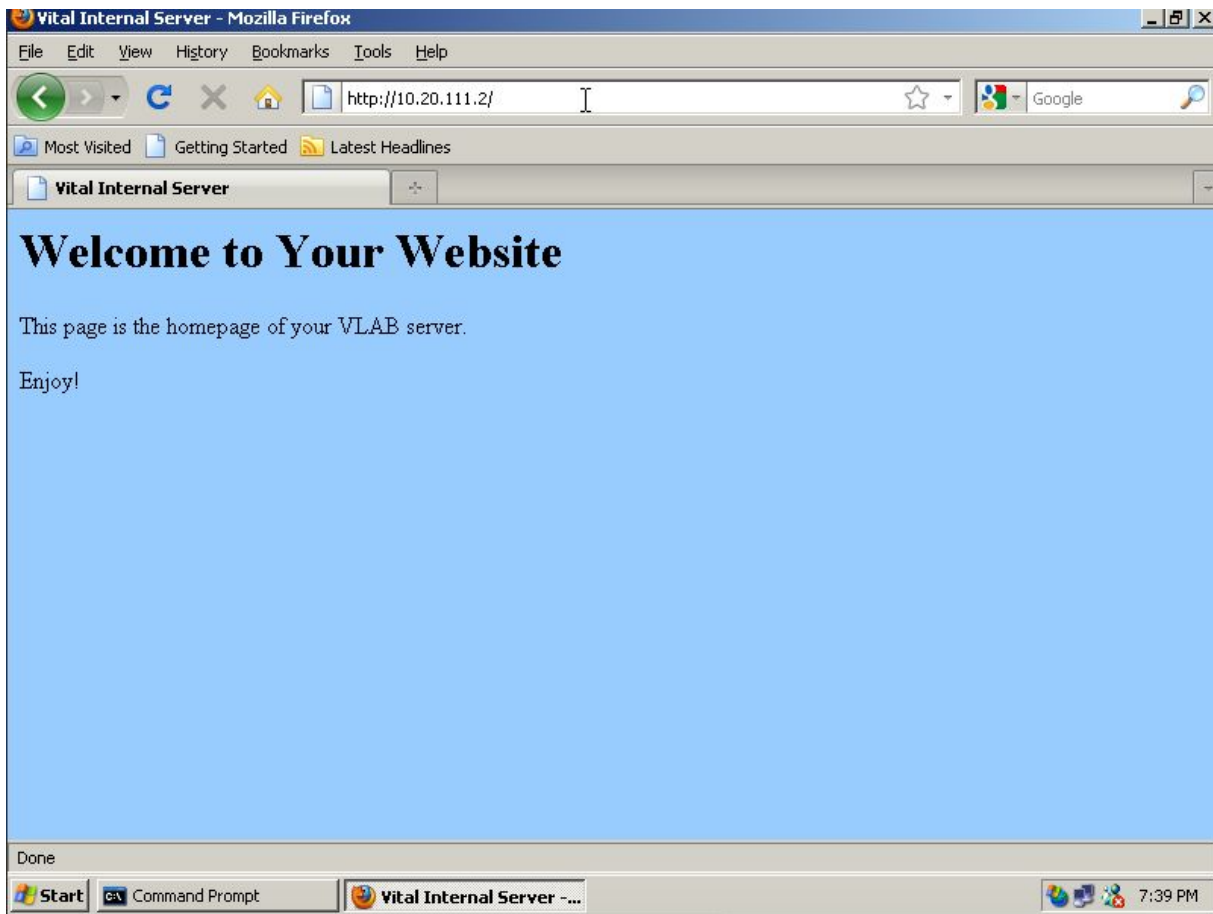 Vital Internal Server - Mozilla Firefox
File Edit View History Bookmarks Tools Help
http://10.20.111.2/ Google
Most Visited Getting Started Latest Headlines
Vital Internal Server
Welcome to Your Website
This page is the homepage of your VLAB server.
Enjoy!
Done
Start Command Prompt Vital Internal Server -... 7:39 PM